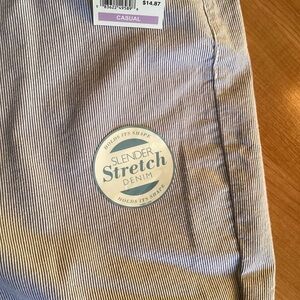 $14.87
CASUAL
HOLDS ITS SHAPE
SLENDER
Stretch
DENIM
HOLDS ITS SHAPE